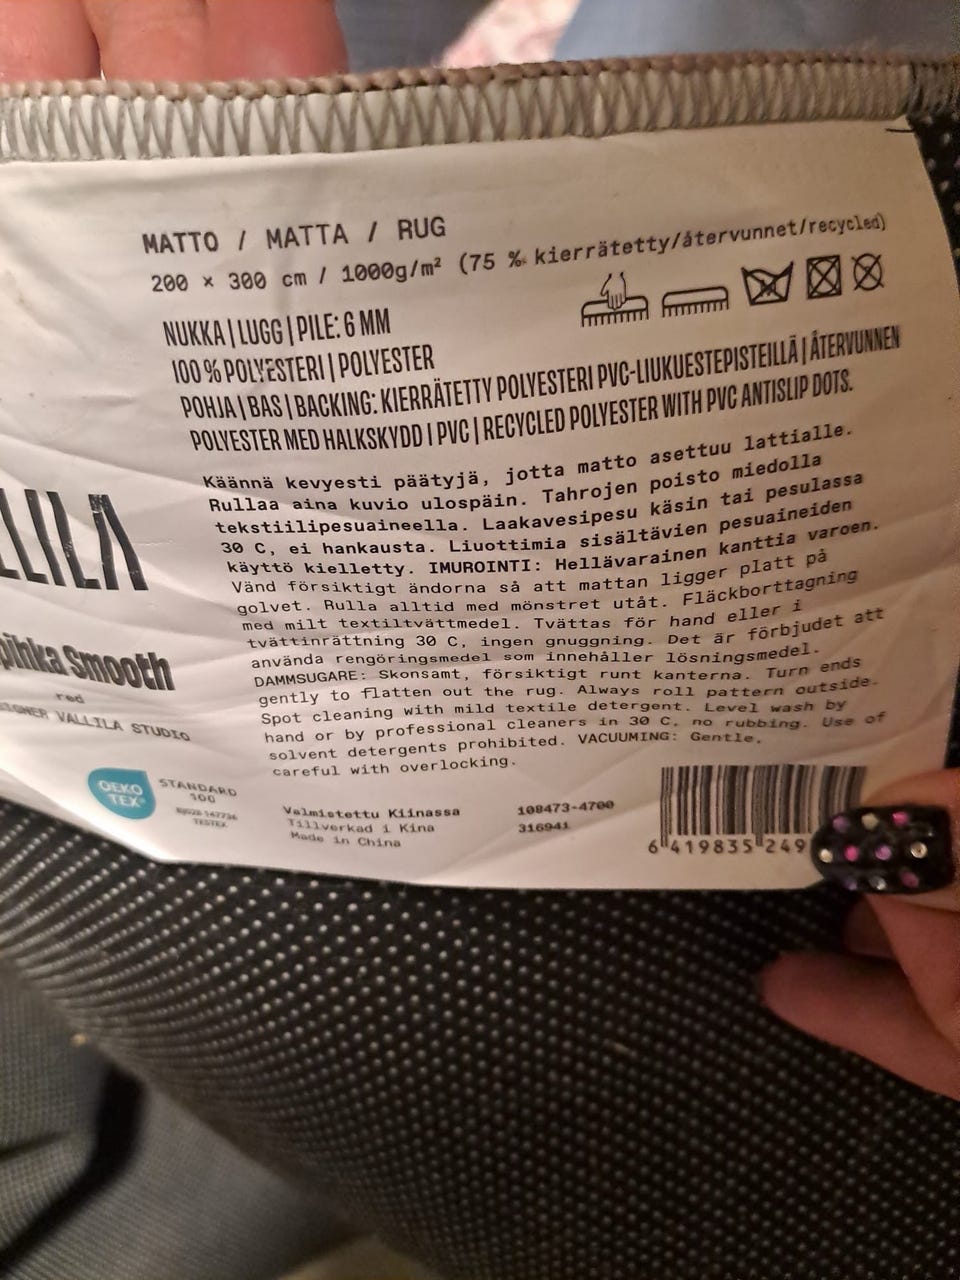 MATTO / MATTA / RUG
200 × 300 cm / 1000g/m² (75 % kierrätetty/återvunnet/recycled)
NUKKA | LUGG | PILE: 6 MM
100 % POLYESTERI | POLYESTER
POHJA | BAS | BACKING: KIERRÄTETTY POLYESTERI PVC-LIUKUESTEPISTEILLÄ | ÅTERVUNNEN
POLYESTER MED HALKSKYDD I PVC | RECYCLED POLYESTER WITH PVC ANTISLIP DOTS.
Käännä kevyesti päätyjä, jotta matto asettuu lattialle.
Rullaa aina kuvio ulospäin. Tahrojen poisto miedolla
tekstiilipesuaineella. Laakavesipesu käsin tai pesulassa
30 C, ei hankausta. Liuottimia sisältävien pesuaineiden
käyttö kielletty. IMUROINTI: Hellävarainen kanttia varoen.
Vänd försiktigt ändorna så att mattan ligger platt på
golvet. Rulla alltid med mönstret utåt. Fläckborttagning
med milt textiltvättmedel. Tvättas för hand eller i
tvättinrättning 30 C, ingen gnuggning. Det är förbjudet att
använda rengöringsmedel som innehåller lösningsmedel.
DAMMSUGARE: Skonsamt, försiktigt runt kanterna. Turn ends
gently to flatten out the rug. Always roll pattern outside.
Spot cleaning with mild textile detergent. Level wash by
hand or by professional cleaners in 30 C, no rubbing. Use of
solvent detergents prohibited. VACUUMING: Gentle,
careful with overlocking.
LLILA
pihka Smooth
red
SIGNER VALLILA STUDIO
OEKO
TEX®
STANDARD
100
TESTEX
Valmistettu Kiinassa
Tillverkad i Kina
Made in China
108473-4700
316941
6 419835 249